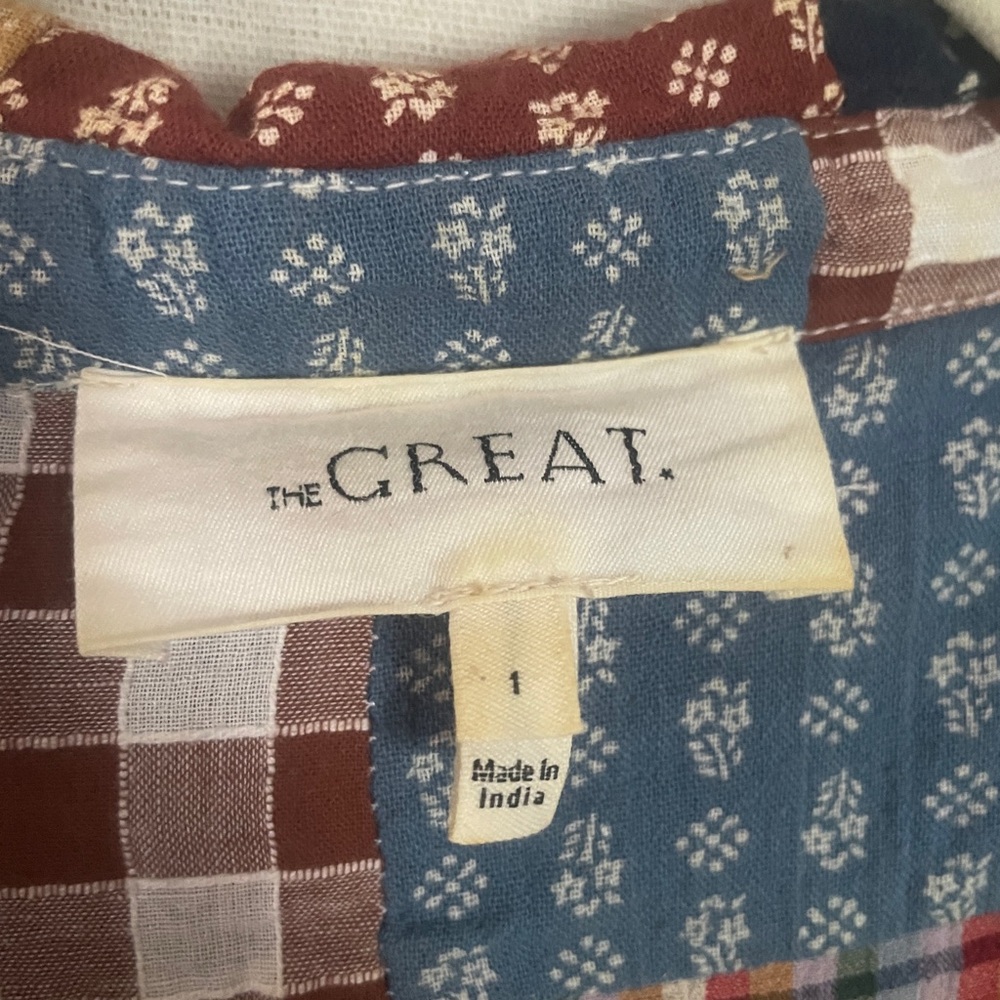 THE GREAT.
1
Made in
India